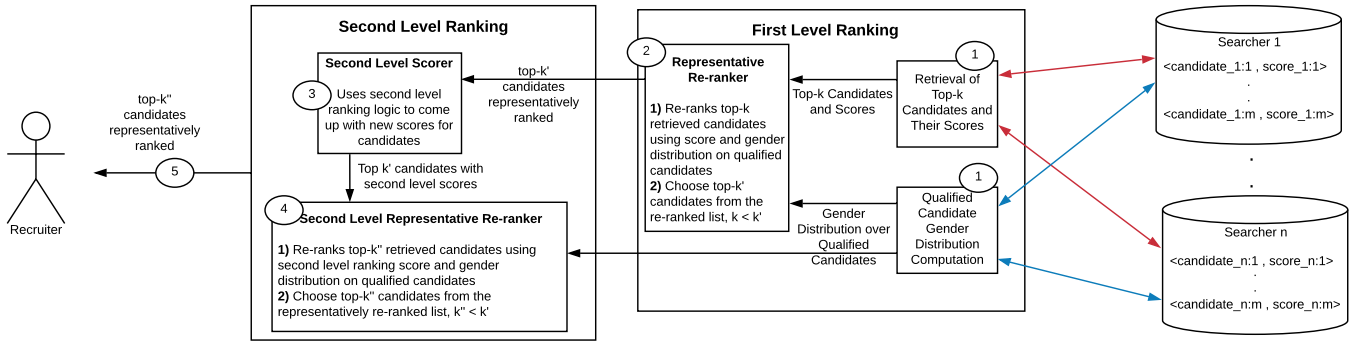 Recruiter
top-k"
candidates
representatively
ranked
5
Second Level Ranking
Second Level Scorer
3
Uses second level
ranking logic to come
up with new scores for
candidates
Top k' candidates with
second level scores
4
Second Level Representative Re-ranker
1) Re-ranks top-k" retrieved candidates using
second level ranking score and gender
distribution on qualified candidates
2) Choose top-k" candidates from the
representatively re-ranked list, k" < k'
top-k'
candidates
representatively
ranked
First Level Ranking
2
Representative
Re-ranker
1) Re-ranks top-k
retrieved candidates
using score and gender
distribution on qualified
candidates
2) Choose top-k'
candidates from the
re-ranked list, k < k'
Top-k Candidates
and Scores
1
Retrieval of
Top-k
Candidates and
Their Scores
Gender
Distribution over
Qualified
Candidates
1
Qualified
Candidate
Gender
Distribution
Computation
Searcher 1
<candidate_1:1 , score_1:1>
.
.
<candidate_1:m , score_1:m>
.
.
Searcher n
<candidate_n:1 , score_n:1>
.
.
<candidate_n:m , score_n:m>